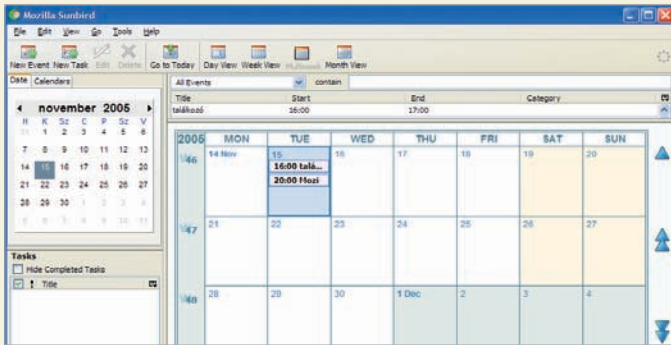 Mozilla Sunbird
File Edit View Go Tools Help
New Event New Task Edit Delete Go to Today Day View Week View Multiweek Month View
Date Calendars
All Events contain
Title Start End Category
találkozó 16:00 17:00
november 2005
H K Sz C P Sz V
31 1 2 3 4 5 6
7 8 9 10 11 12 13
14 15 16 17 18 19 20
21 22 23 24 25 26 27
28 29 30 1 2 3 4
5 6 7 8 9 10 11
Tasks
Hide Completed Tasks
! Title
2005 MON TUE WED THU FRI SAT SUN
46 14 Nov 15 16 17 18 19 20
16:00 talá...
20:00 Mozi
47 21 22 23 24 25 26 27
48 28 29 30 1 Dec 2 3 4